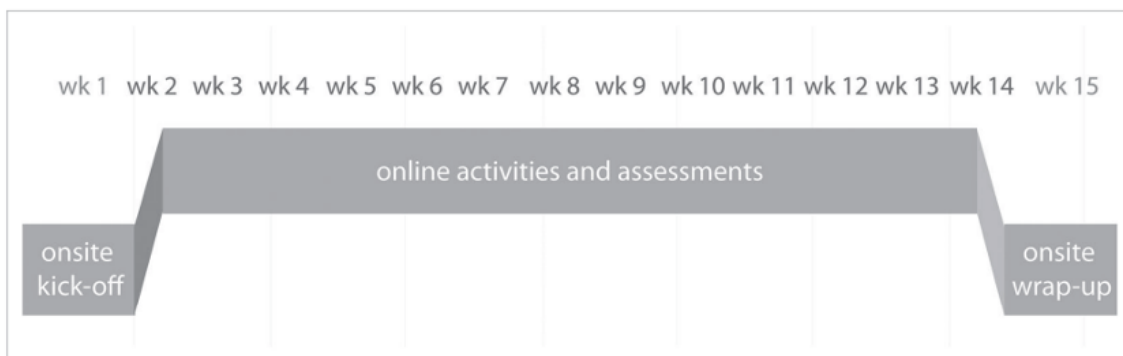 wk 1 wk 2 wk 3 wk 4 wk 5 wk 6 wk 7 wk 8 wk 9 wk 10 wk 11 wk 12 wk 13 wk 14 wk 15
online activities and assessments
onsite
kick-off
onsite
wrap-up